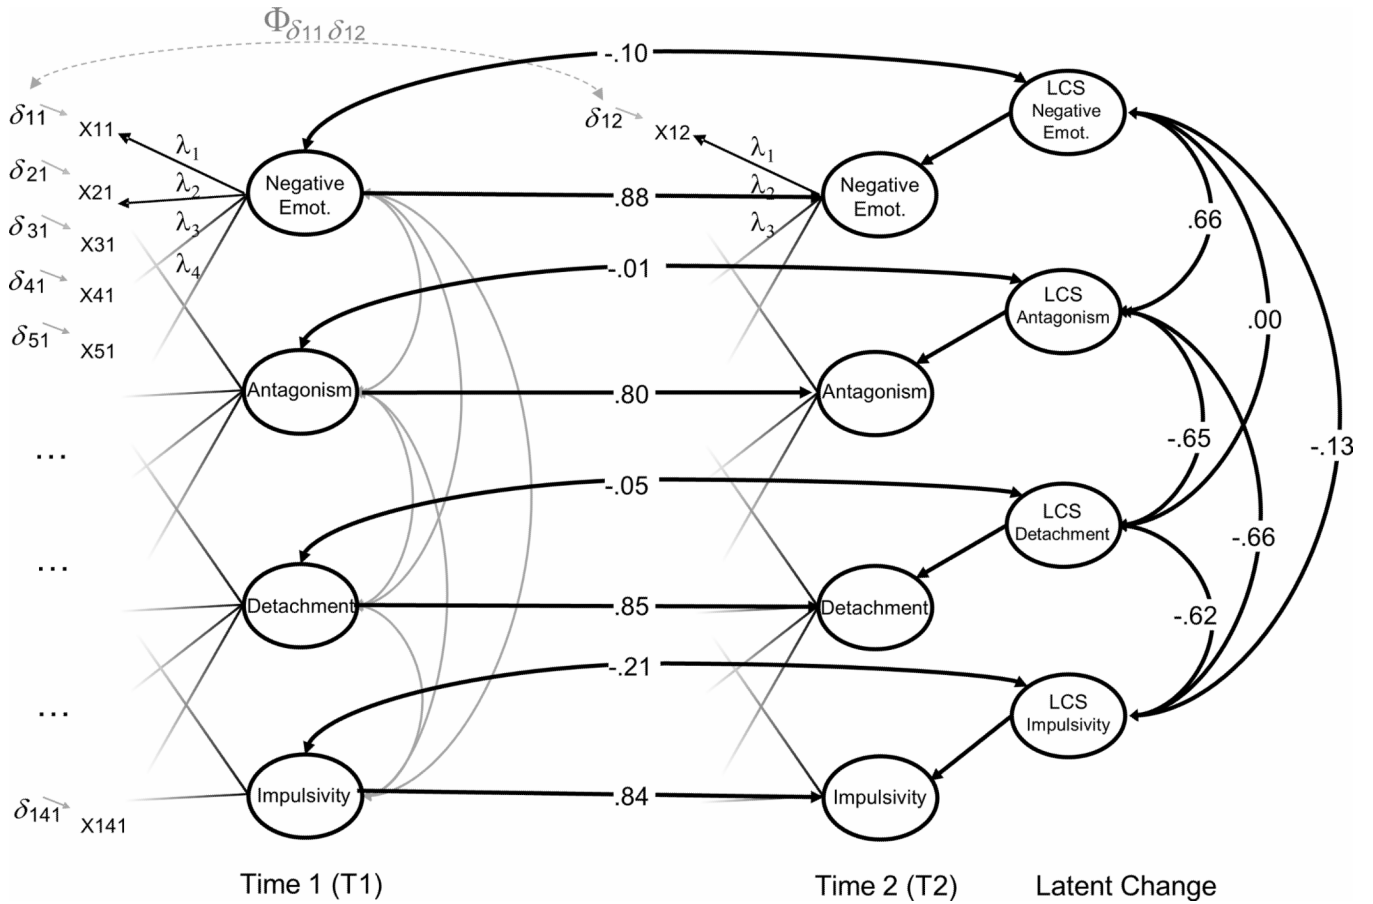 Φδ11 δ12
-.10
LCS
Negative
Emot.
δ11
X11
λ1
δ12
X12
λ1
δ21
X21
λ2
Negative
Emot.
.88
λ2
Negative
Emot.
.66
δ31
X31
λ3
λ3
δ41
X41
λ4
-.01
LCS
Antagonism
.00
δ51
X51
Antagonism
.80
Antagonism
-.65
-.13
...
-.05
LCS
Detachment
-.66
...
Detachment
.85
Detachment
-.62
-.21
LCS
Impulsivity
...
δ141
X141
Impulsivity
.84
Impulsivity
Time 1 (T1)
Time 2 (T2)
Latent Change